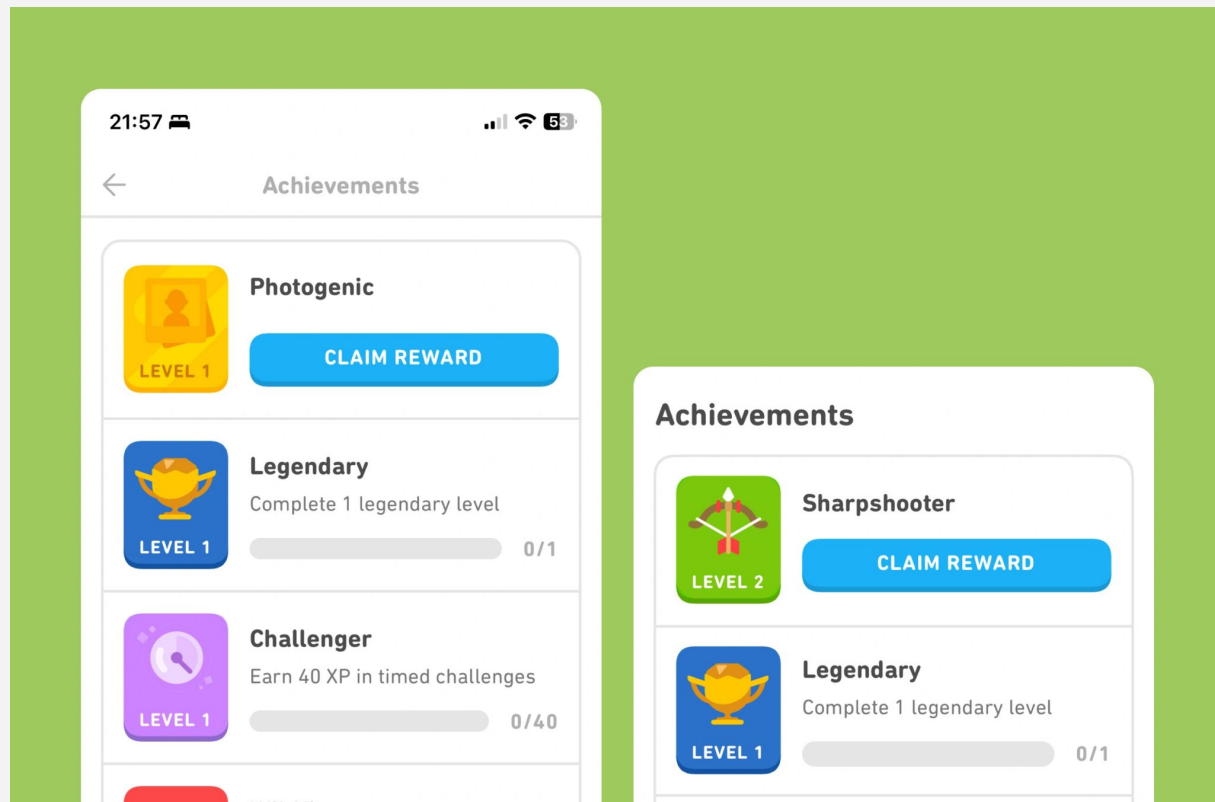 21:57
53
Achievements
LEVEL 1
Photogenic
CLAIM REWARD
LEVEL 1
Legendary
Complete 1 legendary level
0/1
LEVEL 1
Challenger
Earn 40 XP in timed challenges
0/40
Achievements
LEVEL 2
Sharpshooter
CLAIM REWARD
LEVEL 1
Legendary
Complete 1 legendary level
0/1